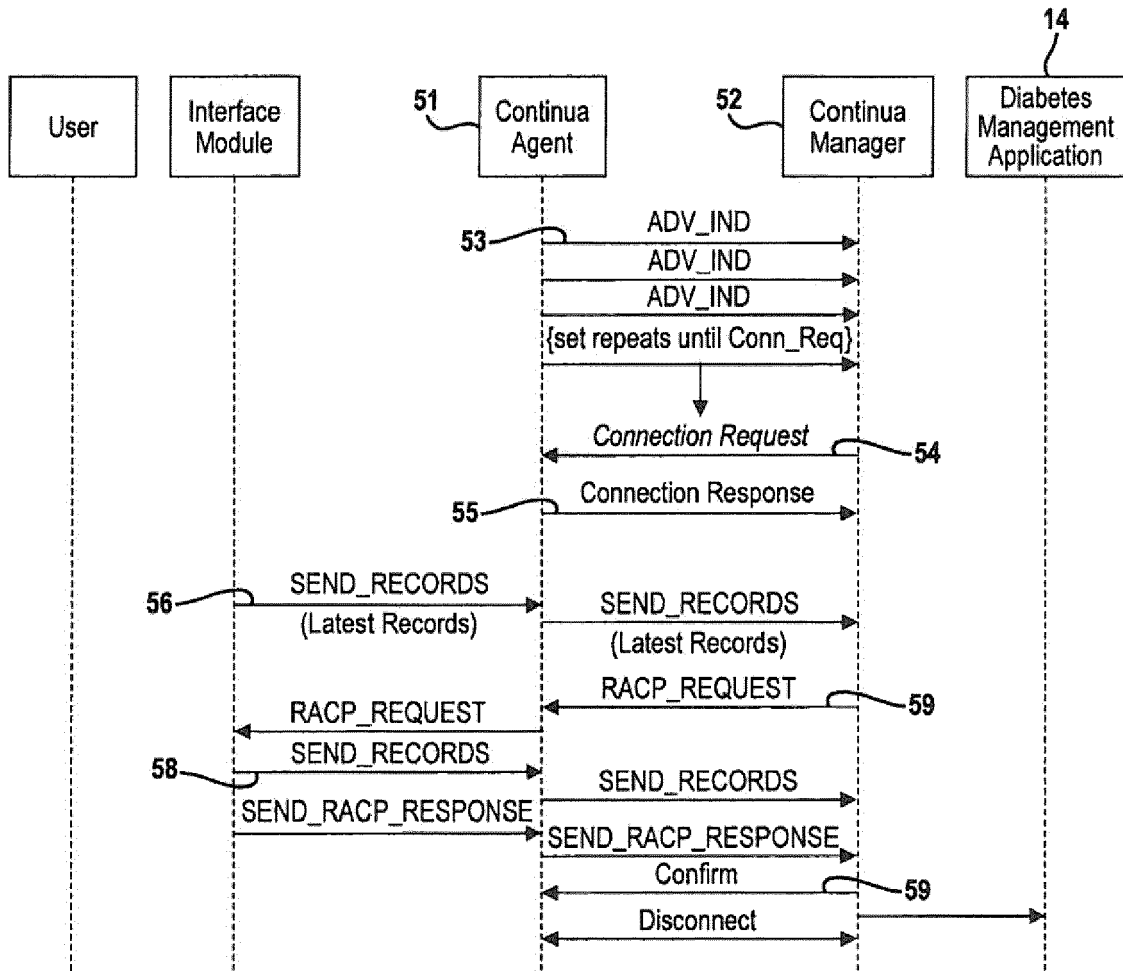 14
User
Interface
Module
51
Continua
Agent
52
Continua
Manager
Diabetes
Management
Application
53
ADV_IND
ADV_IND
ADV_IND
{set repeats until Conn_Req}
Connection Request
54
55
Connection Response
56
SEND_RECORDS
(Latest Records)
SEND_RECORDS
(Latest Records)
RACP_REQUEST
59
RACP_REQUEST
SEND_RECORDS
58
SEND_RECORDS
SEND_RACP_RESPONSE
SEND_RACP_RESPONSE
Confirm
59
Disconnect